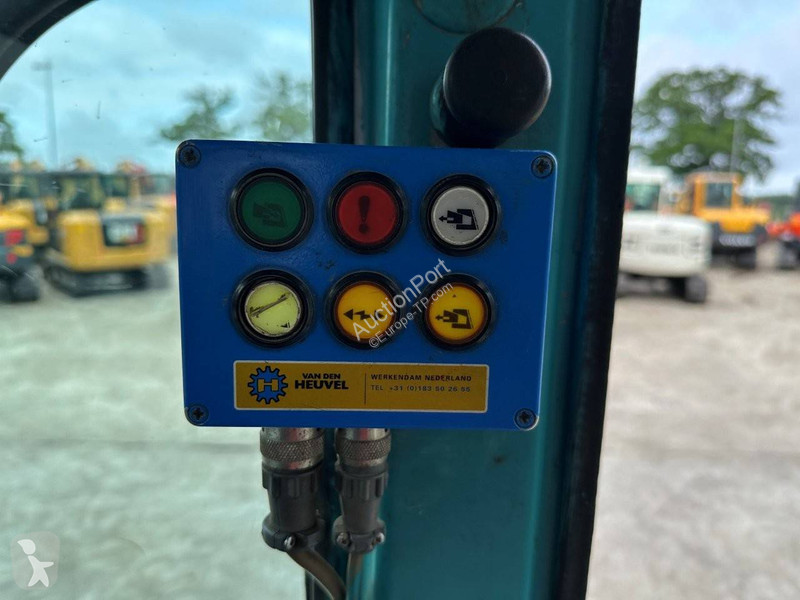 AuctionPort
©Europe-TP.com
H
VAN DEN
HEUVEL
WERKENDAM NEDERLAND
TEL. +31 (0)183 50 26 66